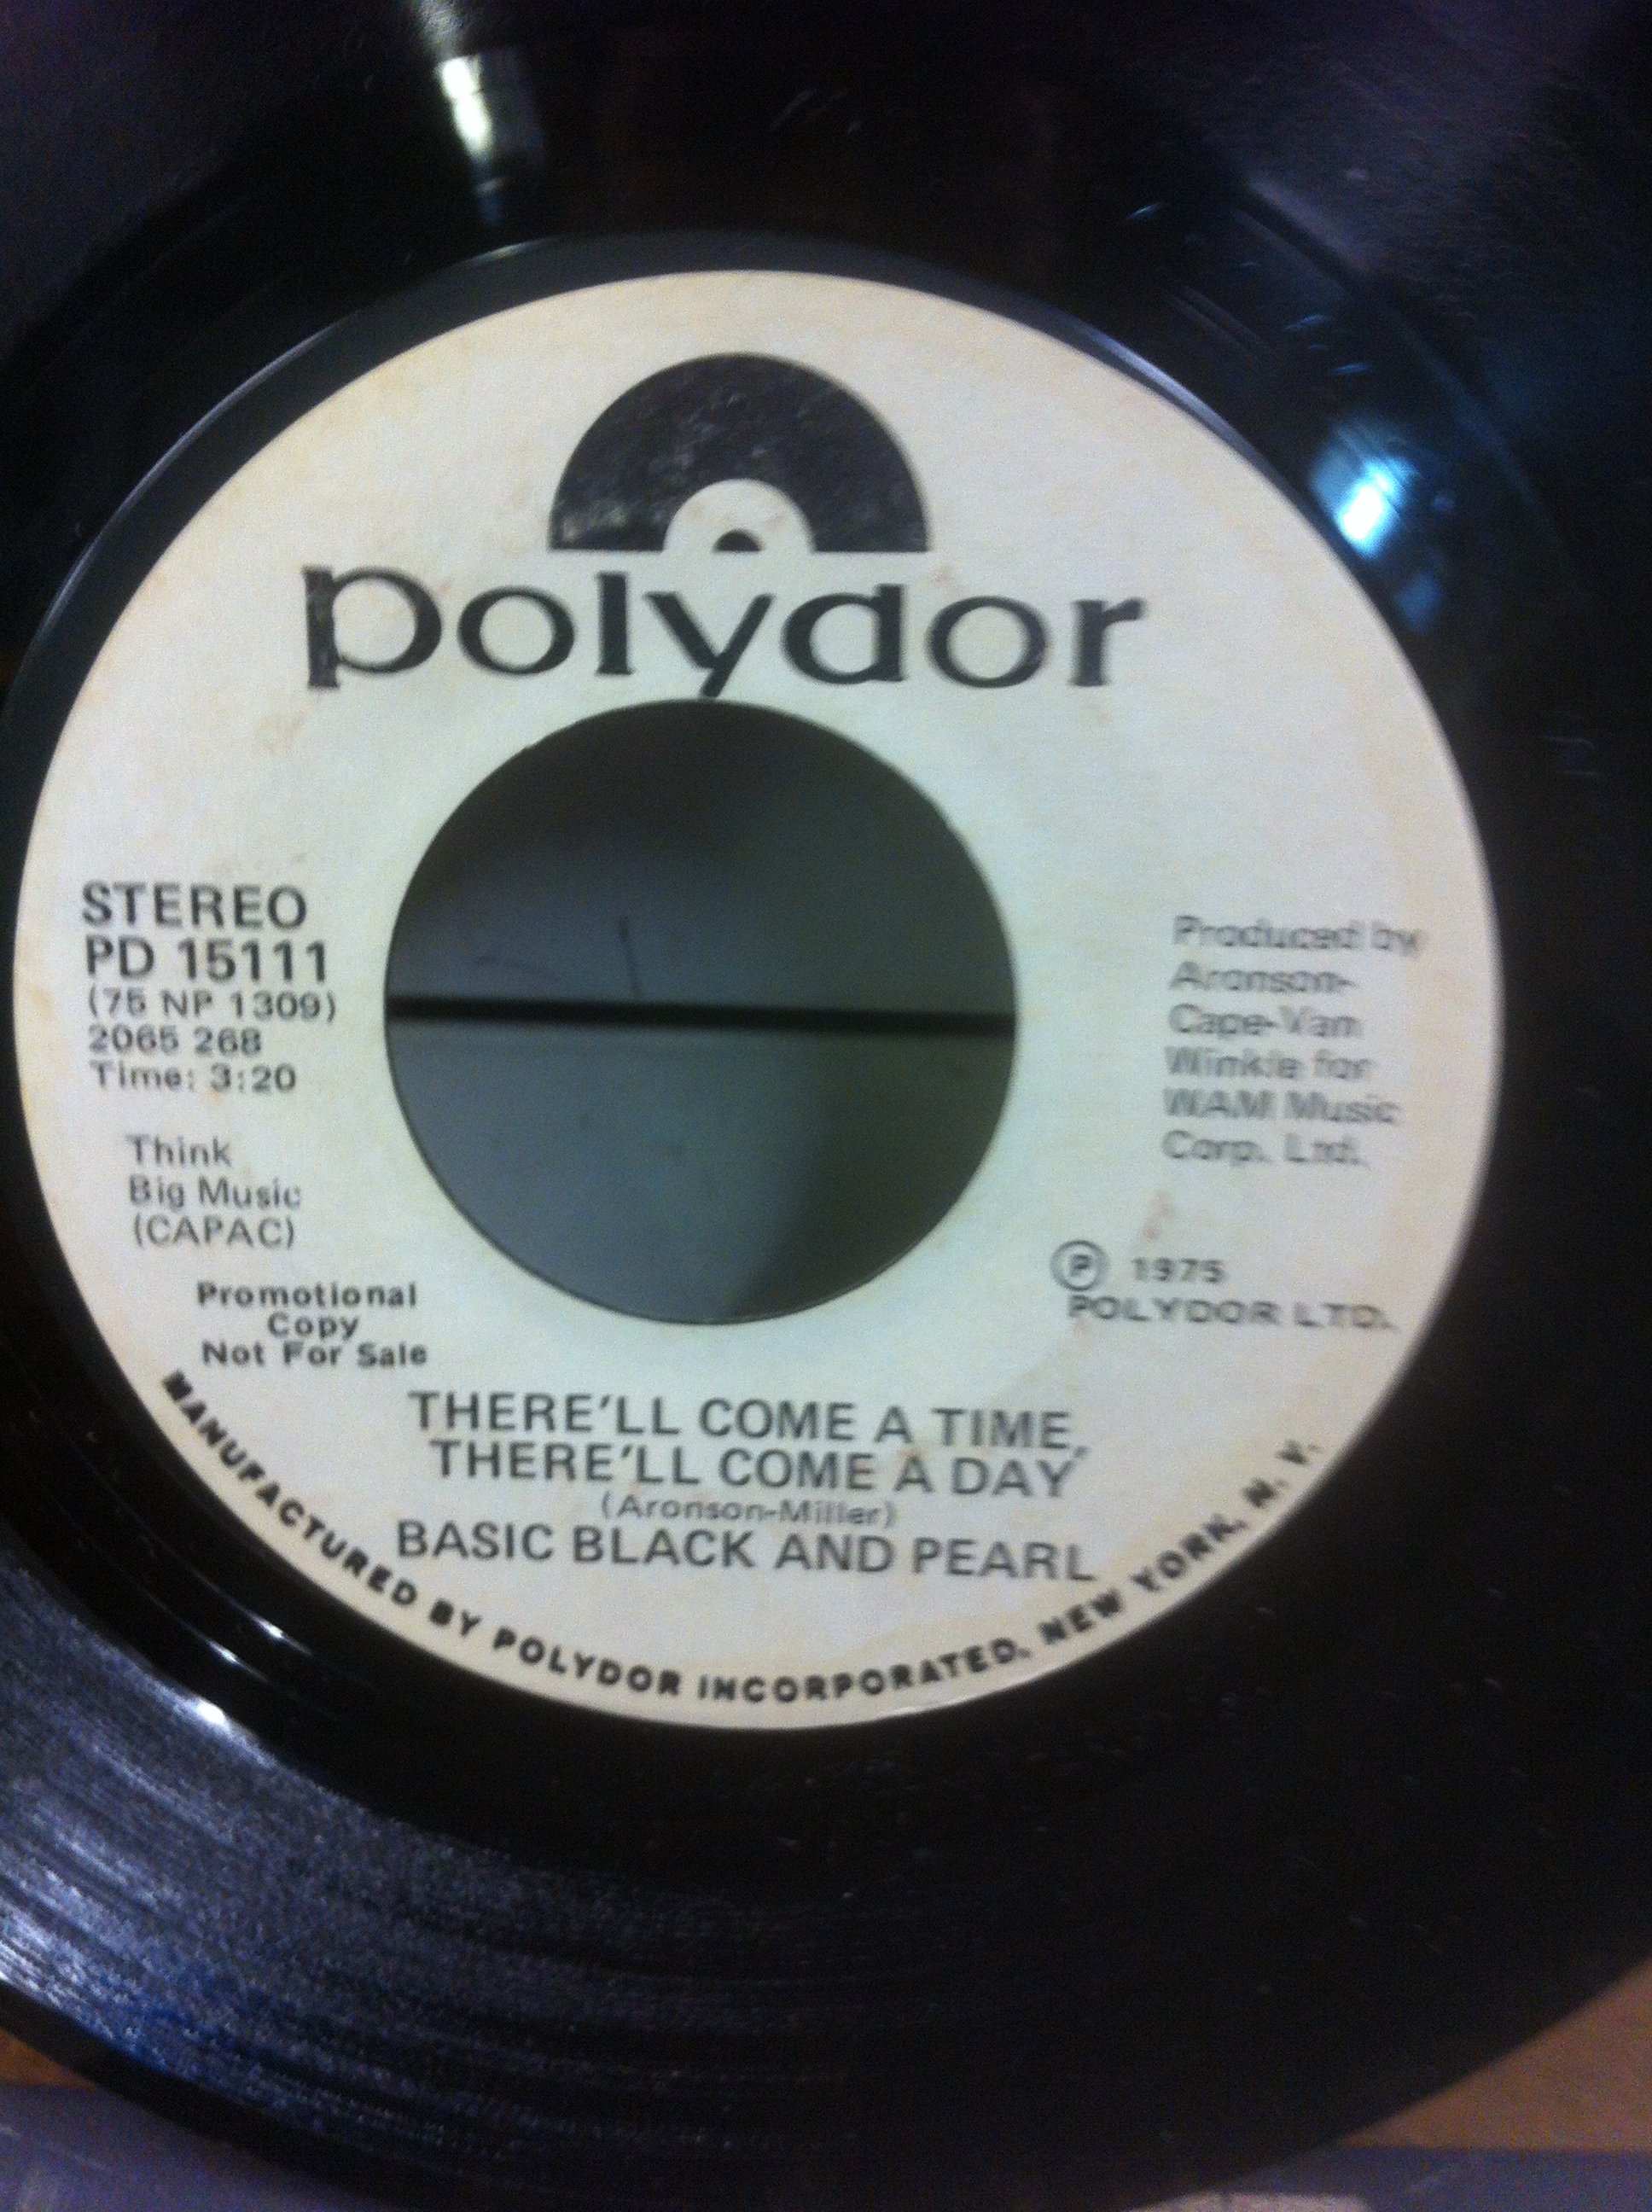 polydor
STEREO
PD 15111
(75 NP 1309)
2065 268
Time: 3:20
Think
Big Music
(CAPAC)
Promotional
Copy
Not For Sale
Produced by
Aronson-
Cape-Van
Winkle for
WAM Music
Corp. Ltd.
Ⓟ 1975
POLYDOR LTD.
THERE'LL COME A TIME,
THERE'LL COME A DAY
(Aronson-Miller)
BASIC BLACK AND PEARL
MANUFACTURED BY POLYDOR INCORPORATED, NEW YORK, N. Y.